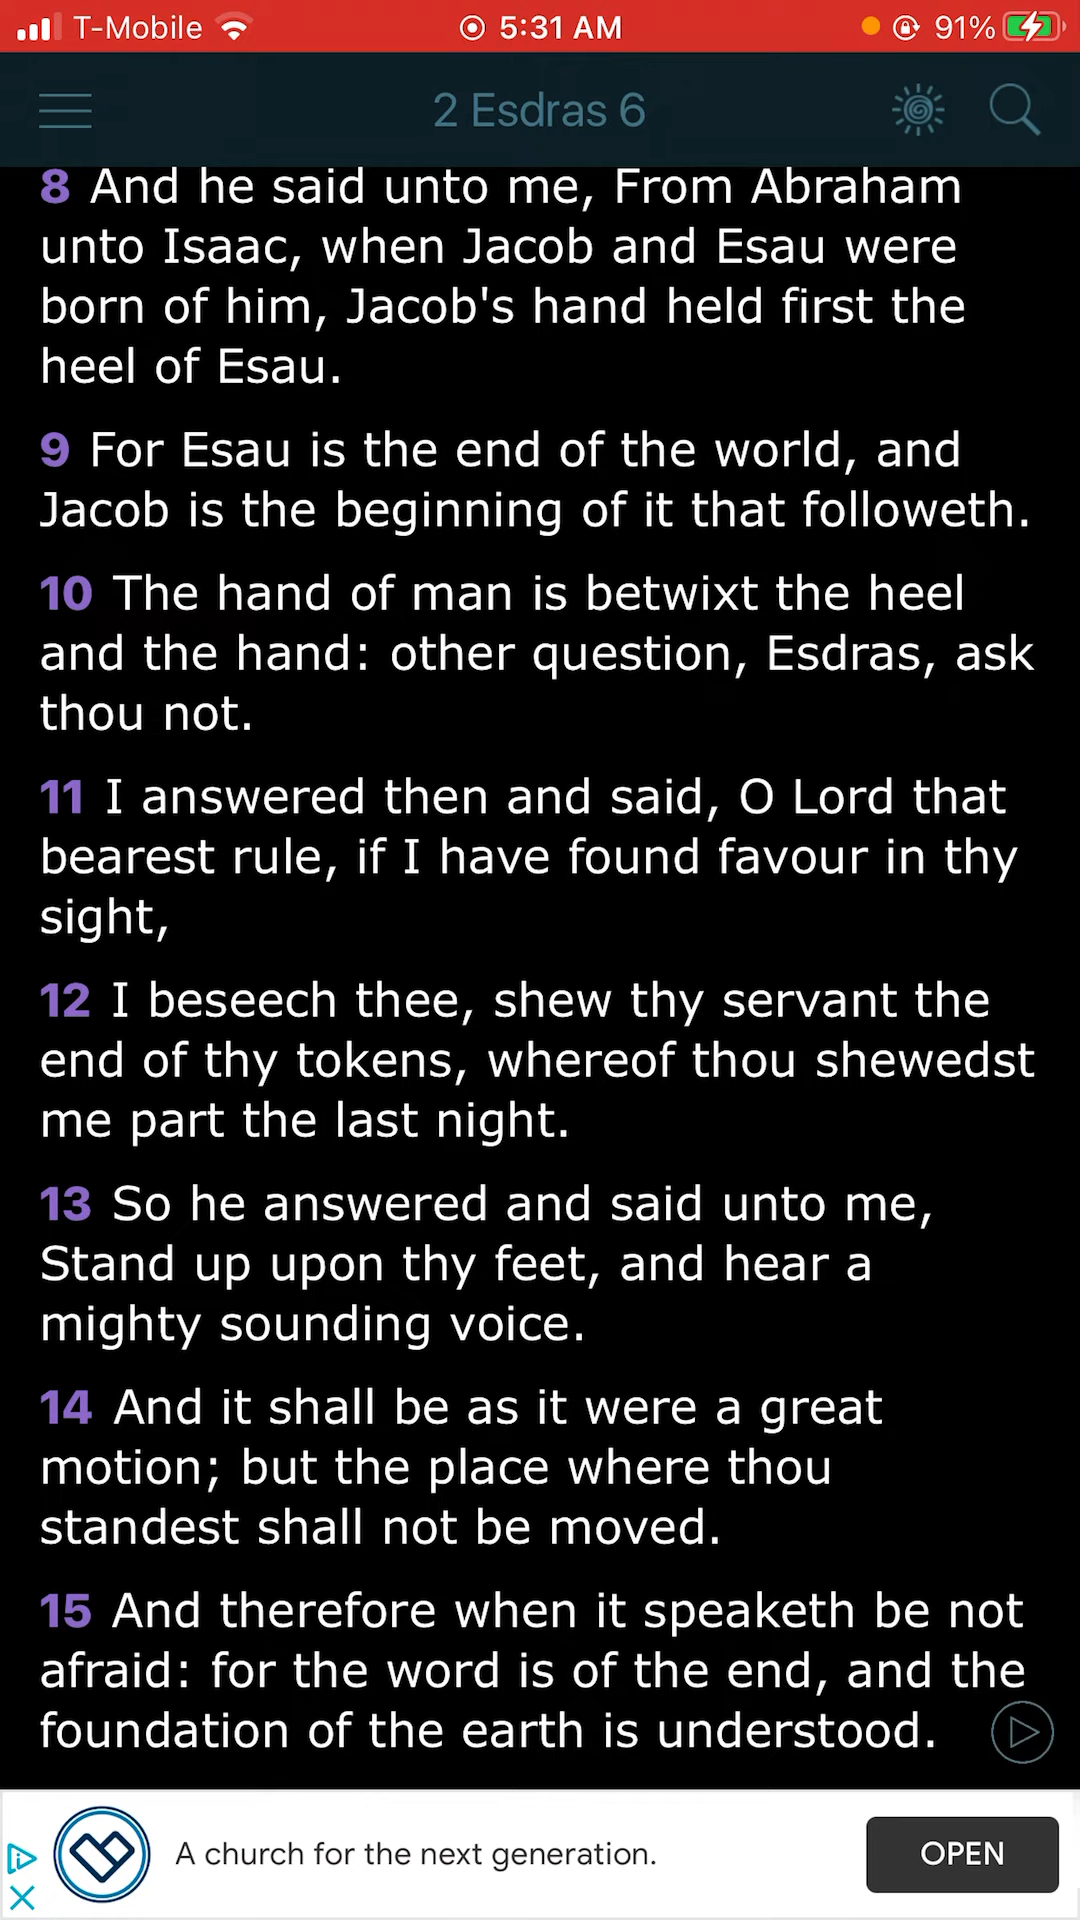 T-Mobile 5:31 AM 91%
2 Esdras 6
8 And he said unto me, From Abraham
unto Isaac, when Jacob and Esau were
born of him, Jacob's hand held first the
heel of Esau.
9 For Esau is the end of the world, and
Jacob is the beginning of it that followeth.
10 The hand of man is betwixt the heel
and the hand: other question, Esdras, ask
thou not.
11 I answered then and said, O Lord that
bearest rule, if I have found favour in thy
sight,
12 I beseech thee, shew thy servant the
end of thy tokens, whereof thou shewedst
me part the last night.
13 So he answered and said unto me,
Stand up upon thy feet, and hear a
mighty sounding voice.
14 And it shall be as it were a great
motion; but the place where thou
standest shall not be moved.
15 And therefore when it speaketh be not
afraid: for the word is of the end, and the
foundation of the earth is understood.
A church for the next generation.
OPEN